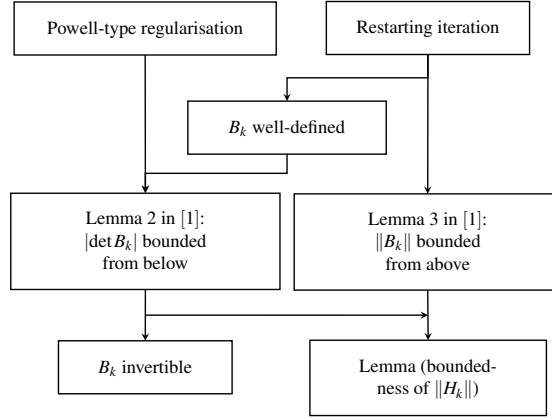 Powell-type regularisation
Restarting iteration
B_k well-defined
Lemma 2 in [1]:
|det B_k| bounded
from below
Lemma 3 in [1]:
‖B_k‖ bounded
from above
B_k invertible
Lemma (bounded-
ness of ‖H_k‖)